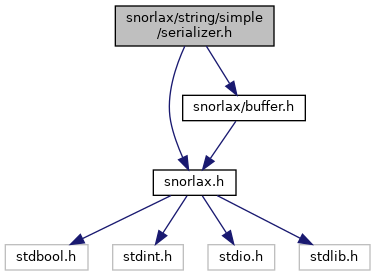 snorlax/string/simple
/serializer.h
snorlax/buffer.h
snorlax.h
stdbool.h
stdint.h
stdio.h
stdlib.h